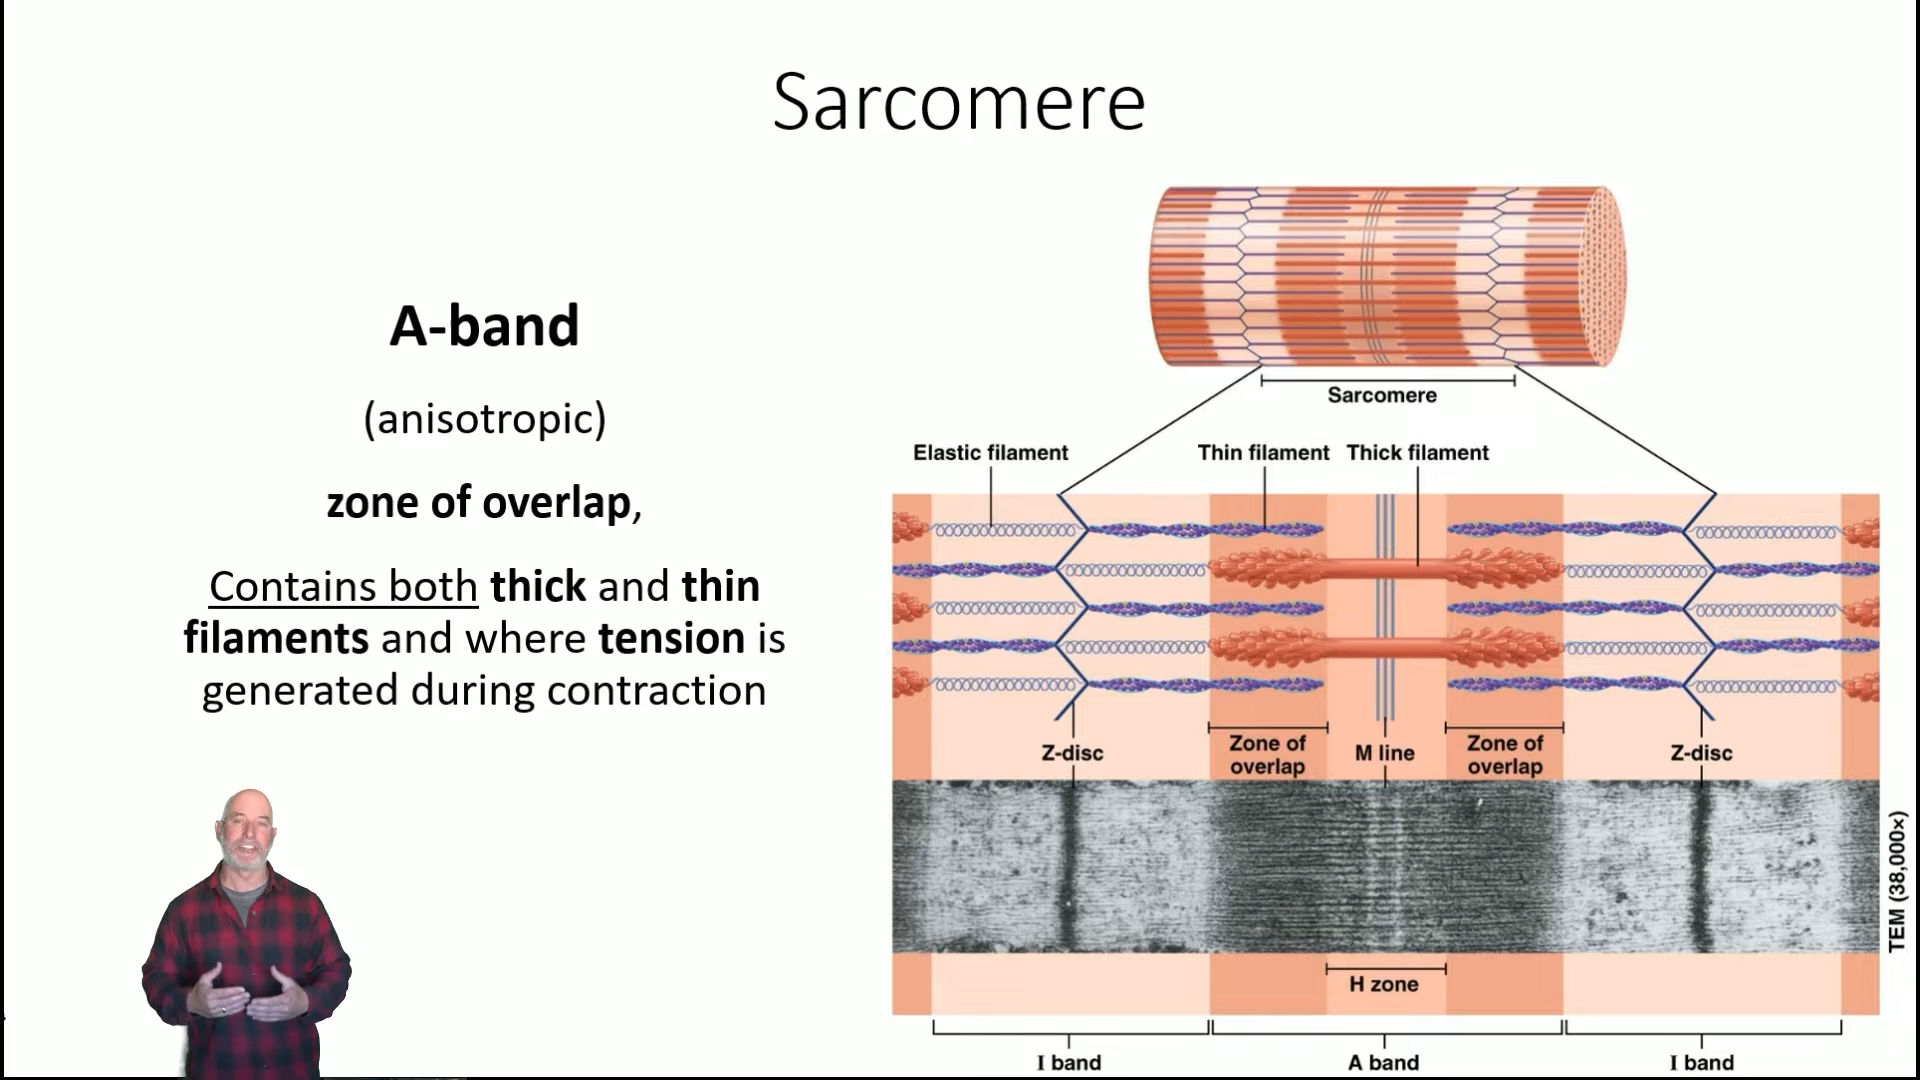 Sarcomere
A-band
(anisotropic)
zone of overlap,
Contains both thick and thin
filaments and where tension is
generated during contraction
Sarcomere
Elastic filament
Thin filament
Thick filament
Z-disc
Zone of
overlap
M line
Zone of
overlap
Z-disc
TEM (38,000×)
H zone
I band
A band
I band